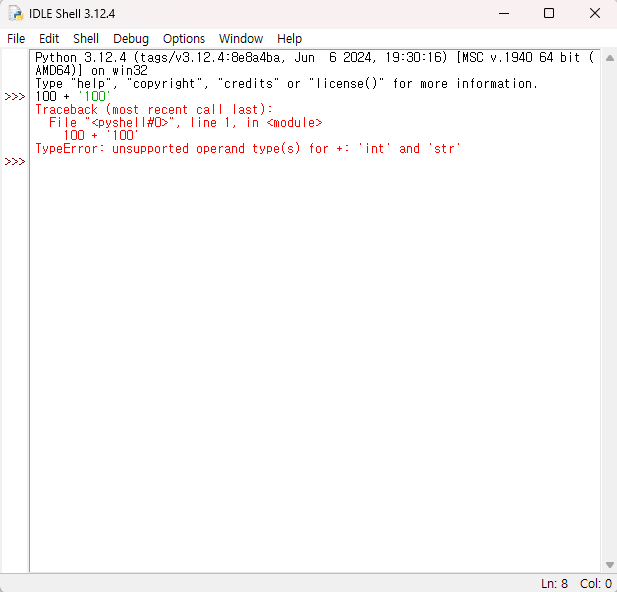 IDLE Shell 3.12.4
File Edit Shell Debug Options Window Help
Python 3.12.4 (tags/v3.12.4:8e8a4ba, Jun  6 2024, 19:30:16) [MSC v.1940 64 bit (
AMD64)] on win32
Type "help", "copyright", "credits" or "license()" for more information.
>>> 100 + '100'
Traceback (most recent call last):
  File "<pyshell#0>", line 1, in <module>
    100 + '100'
TypeError: unsupported operand type(s) for +: 'int' and 'str'
>>>
Ln: 8 Col: 0